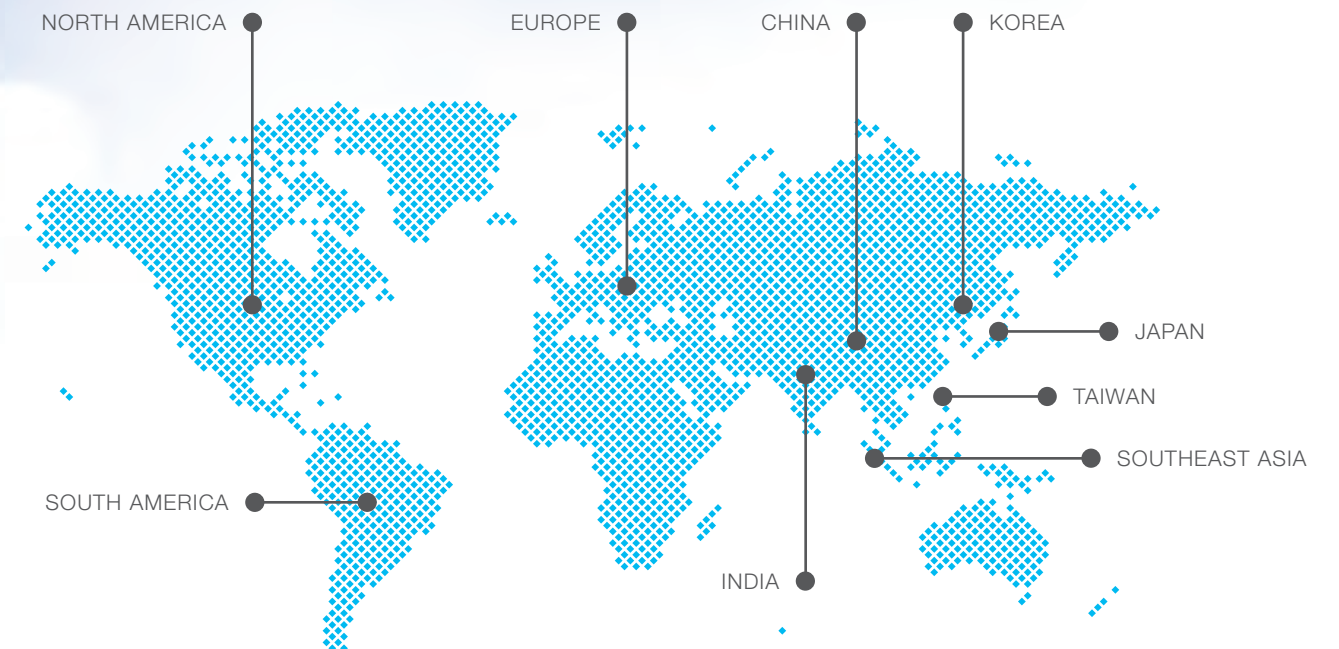 NORTH AMERICA
EUROPE
CHINA
KOREA
JAPAN
TAIWAN
SOUTHEAST ASIA
SOUTH AMERICA
INDIA